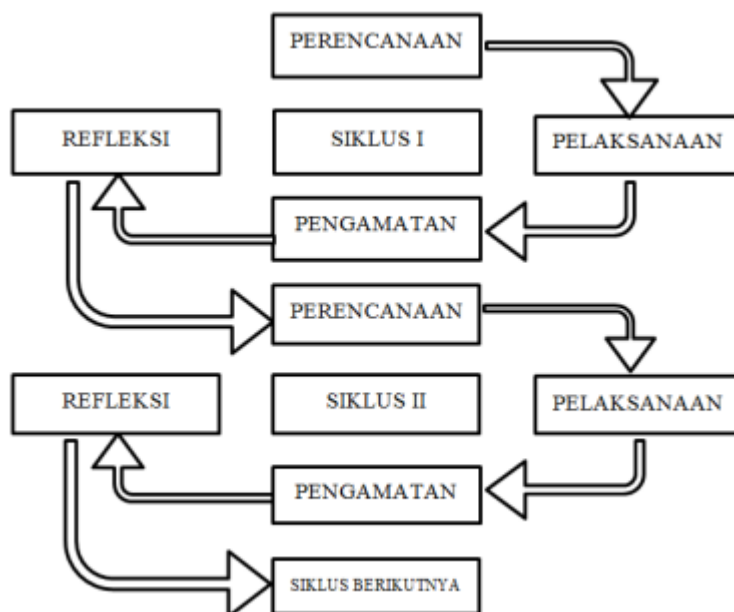 PERENCANAAN
REFLEKSI
SIKLUS I
PELAKSANAAN
PENGAMATAN
PERENCANAAN
REFLEKSI
SIKLUS II
PELAKSANAAN
PENGAMATAN
SIKLUS BERIKUTNYA